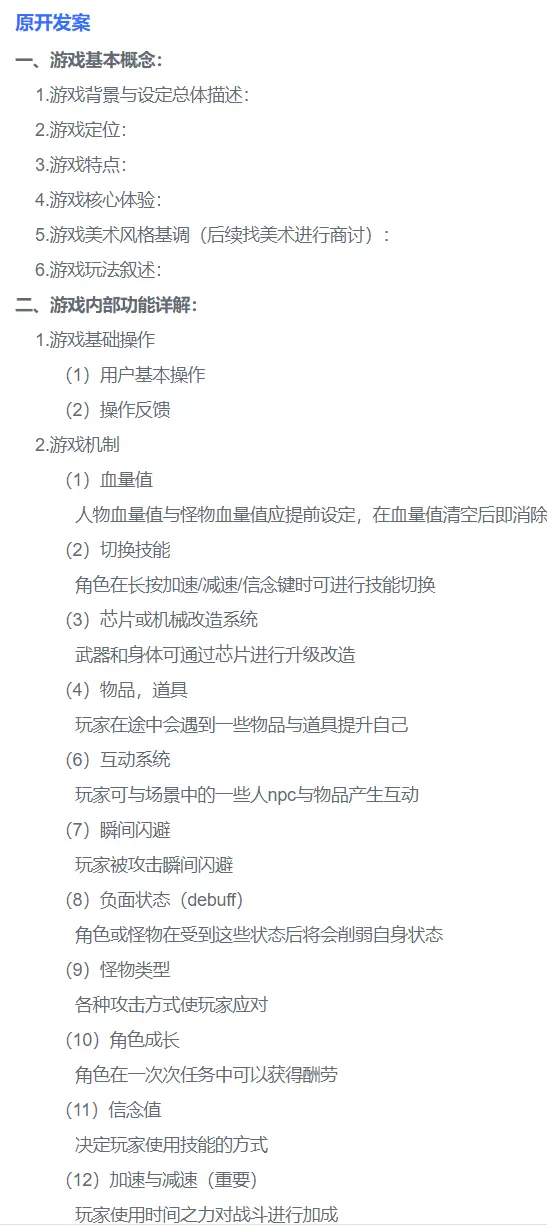 原开发案
一、游戏基本概念：
1.游戏背景与设定总体描述：
2.游戏定位：
3.游戏特点：
4.游戏核心体验：
5.游戏美术风格基调（后续找美术进行商讨）：
6.游戏玩法叙述：
二、游戏内部功能详解：
1.游戏基础操作
（1）用户基本操作
（2）操作反馈
2.游戏机制
（1）血量值
人物血量值与怪物血量值应提前设定，在血量值清空后即消除
（2）切换技能
角色在长按加速/减速/信念键时可进行技能切换
（3）芯片或机械改造系统
武器和身体可通过芯片进行升级改造
（4）物品，道具
玩家在途中会遇到一些物品与道具提升自己
（6）互动系统
玩家可与场景中的一些人npc与物品产生互动
（7）瞬间闪避
玩家被攻击瞬间闪避
（8）负面状态（debuff）
角色或怪物在受到这些状态后将会削弱自身状态
（9）怪物类型
各种攻击方式使玩家应对
（10）角色成长
角色在一次次任务中可以获得酬劳
（11）信念值
决定玩家使用技能的方式
（12）加速与减速（重要）
玩家使用时间之力对战斗进行加成